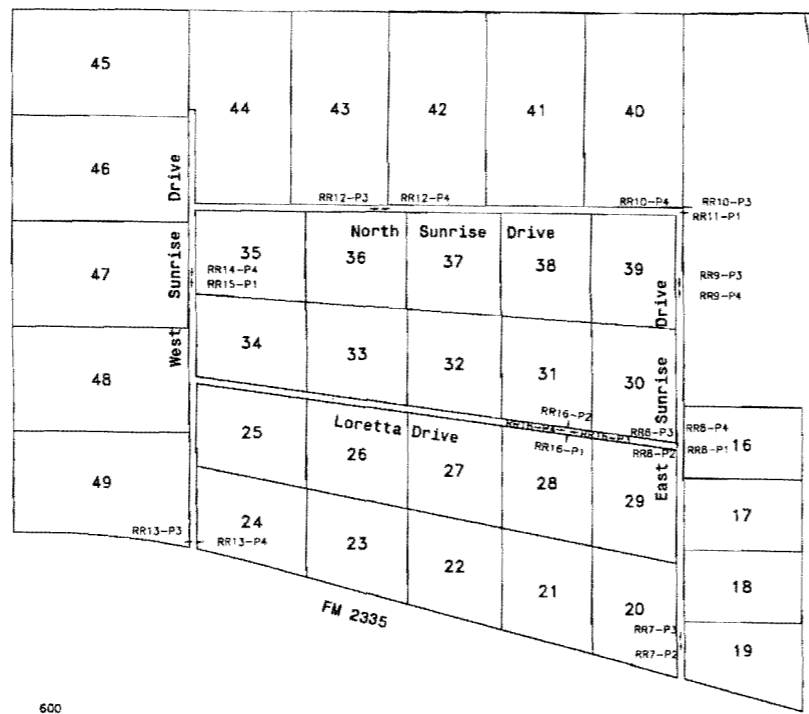 45
44
43
42
41
40
46
Drive
RR12-P3
RR12-P4
RR10-P4
RR10-P3
RR11-P1
North Sunrise Drive
35
36
37
38
39
47
Sunrise
RR14-P4
RR15-P1
RR9-P3
RR9-P4
Drive
West
34
33
32
31
30
48
Sunrise
RR16-P2
RR8-P3
RR8-P4
RR16-P1
RR8-P2
RR8-P1
16
Loretta Drive
25
26
27
28
29
East
49
17
RR13-P3
RR13-P4
24
23
22
21
20
18
FM 2335
RR7-P3
RR7-P2
19
600